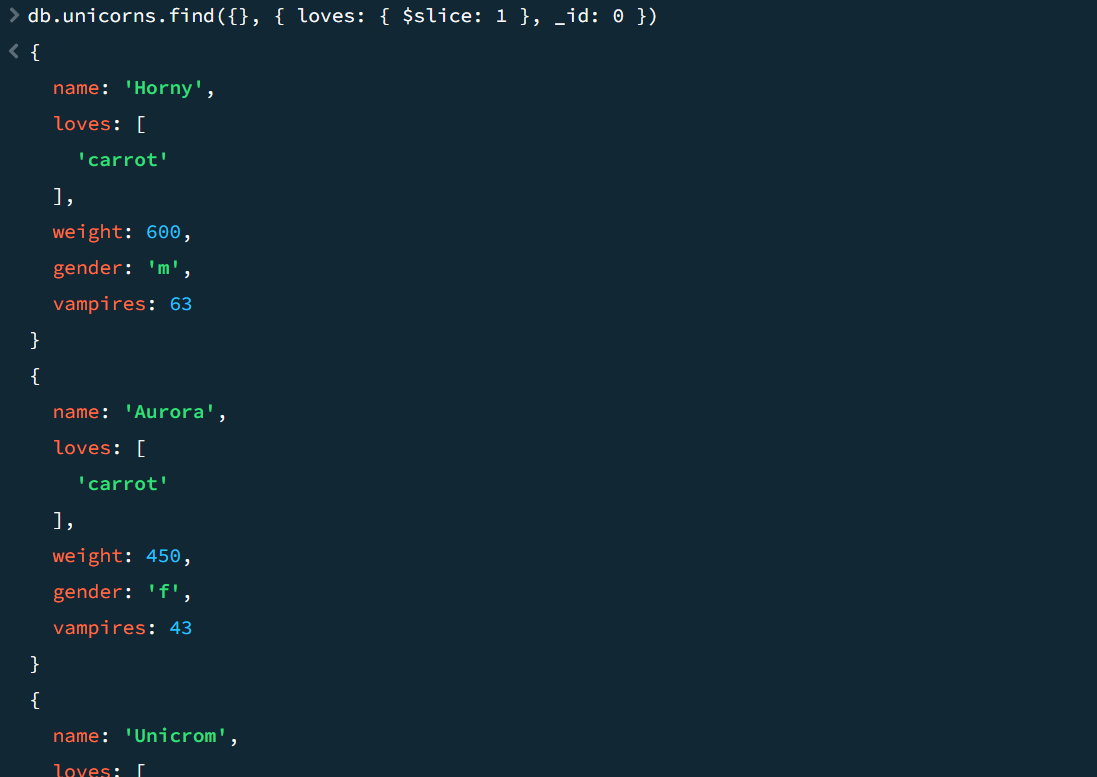 > db.unicorns.find({}, { loves: { $slice: 1 }, _id: 0 })
< {
name: 'Horny',
loves: [
'carrot'
],
weight: 600,
gender: 'm',
vampires: 63
}
{
name: 'Aurora',
loves: [
'carrot'
],
weight: 450,
gender: 'f',
vampires: 43
}
{
name: 'Unicrom',
loves: [